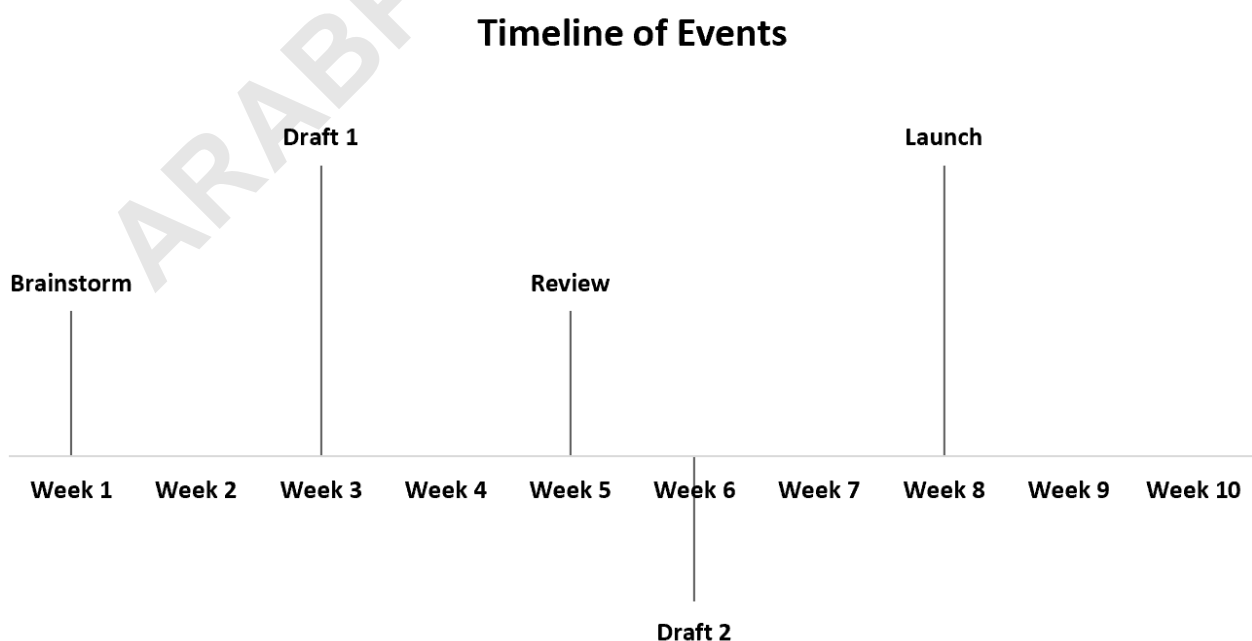 Timeline of Events
Draft 1
Launch
Brainstorm
Review
Week 1
Week 2
Week 3
Week 4
Week 5
Week 6
Week 7
Week 8
Week 9
Week 10
Draft 2